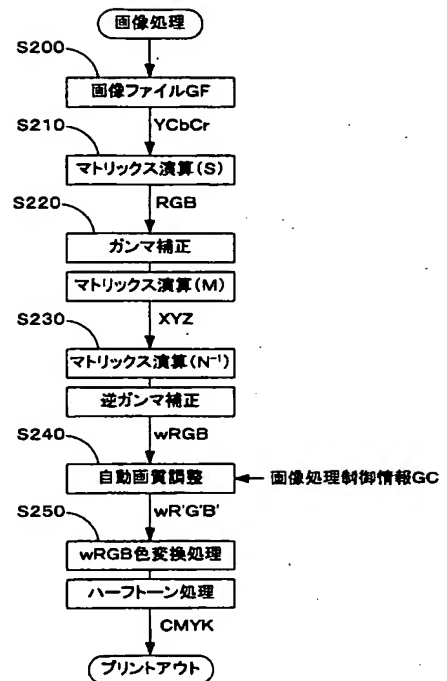 画像処理
S200
画像ファイルGF
YCbCr
S210
マトリックス演算(S)
RGB
S220
ガンマ補正
マトリックス演算(M)
XYZ
S230
マトリックス演算(N⁻¹)
逆ガンマ補正
wRGB
S240
自動画質調整
画像処理制御情報GC
wR'G'B'
S250
wRGB色変換処理
ハーフトーン処理
CMYK
プリントアウト